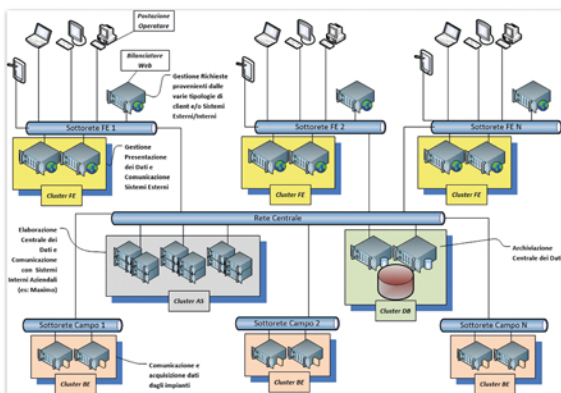 Postazione
Operatore
Bilanciatore
Web
Gestione Richieste
provenienti dalle
varie tipologie di
client e/o Sistemi
Esterni/Interni
Sottorete FE 1
Sottorete FE 2
Sottorete FE N
Cluster FE
Gestione
Presentazione
dei Dati e
Comunicazione
Sistemi Esterni
Cluster FE
Cluster FE
Rete Centrale
Elaborazione
Centrale dei
Dati e
Comunicazione
con Sistemi
Interni Aziendali
(es: Maximo)
Cluster AS
Cluster DB
Archiviazione
Centrale dei Dati
Sottorete Campo 1
Sottorete Campo 2
Sottorete Campo N
Cluster BE
Comunicazione e
acquisizione dati
dagli impianti
Cluster BE
Cluster BE